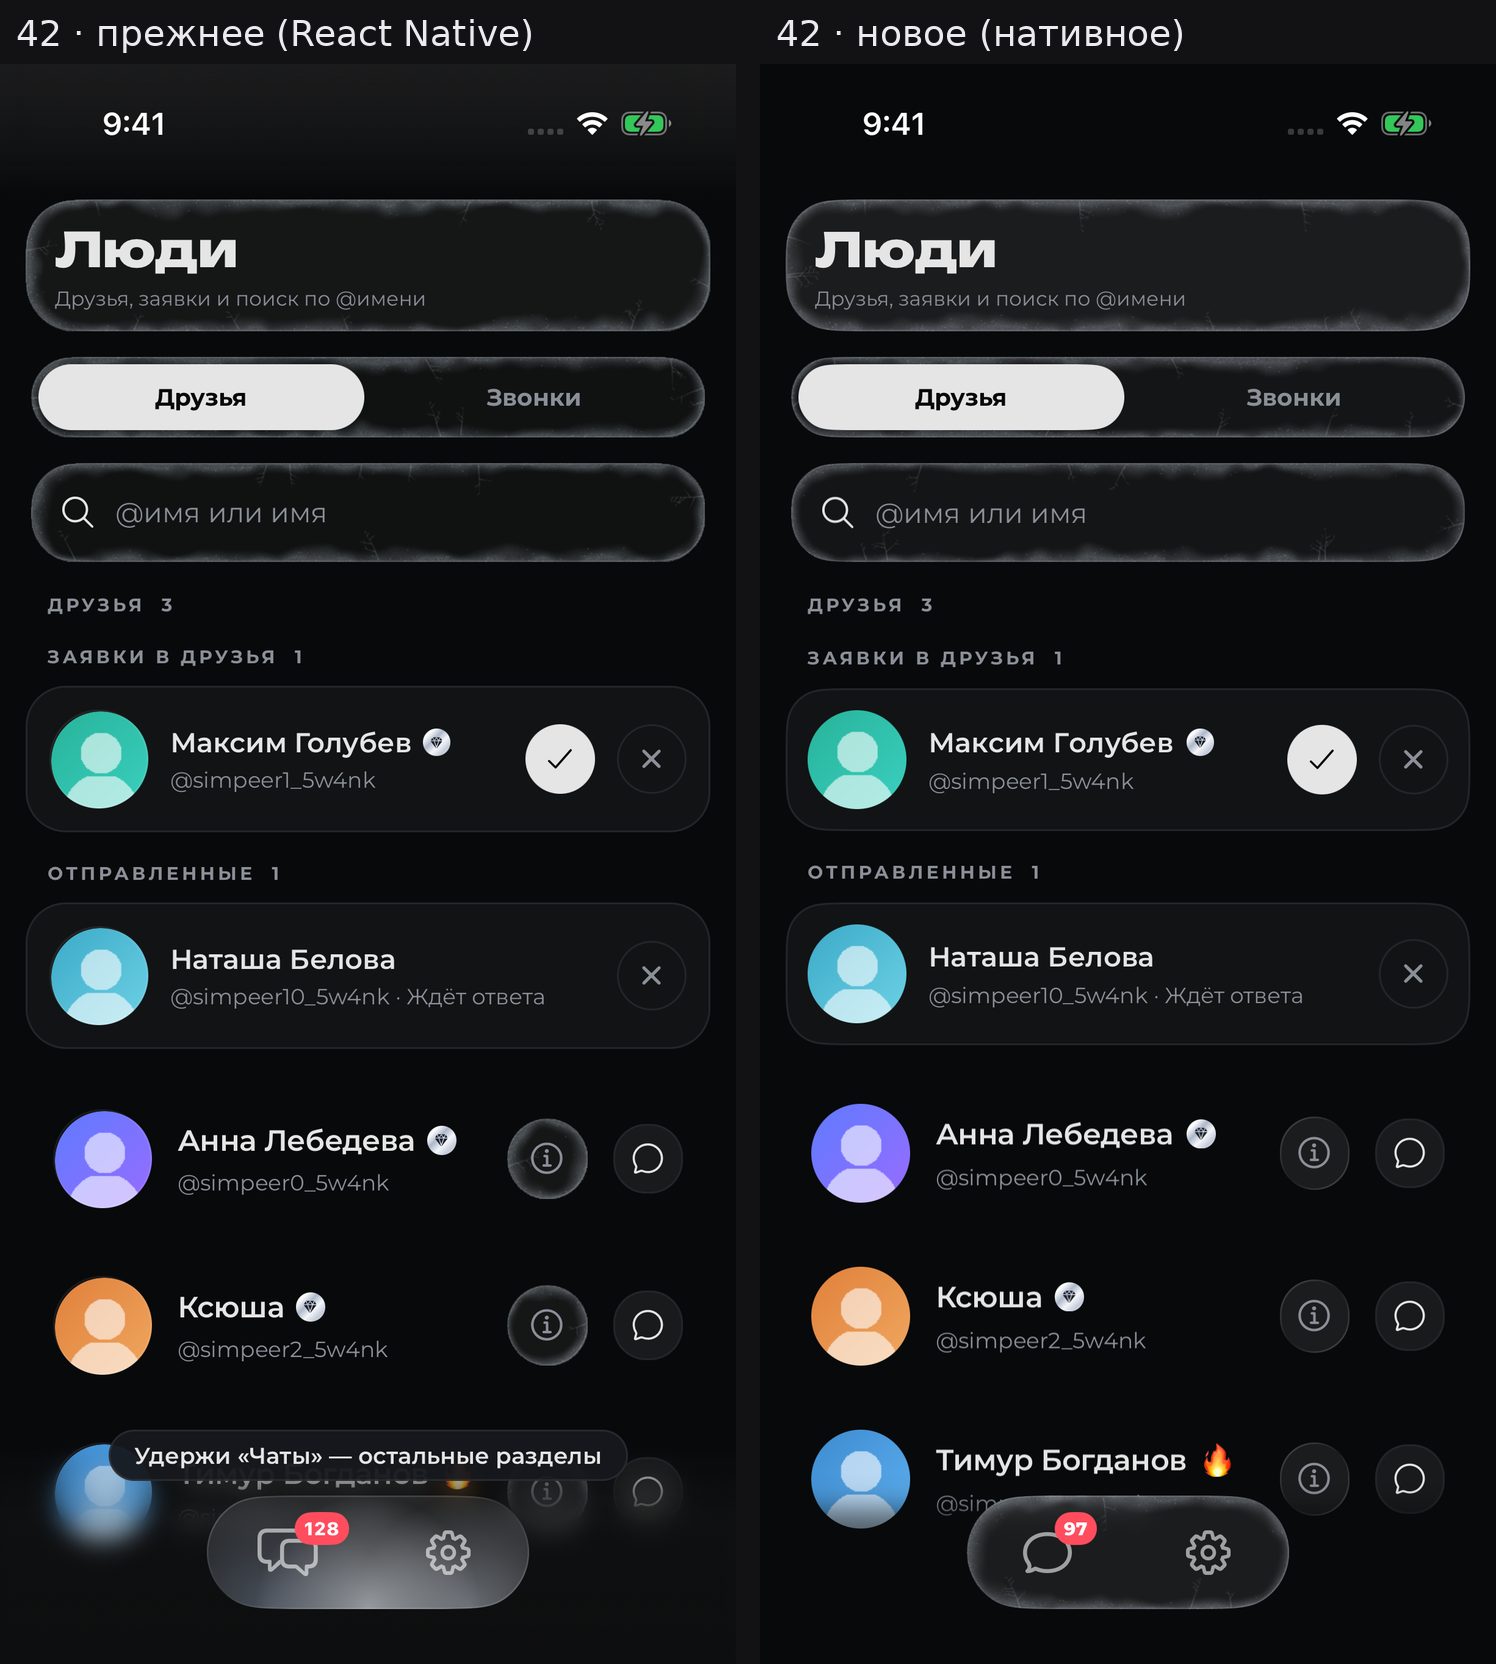 42 · прежнее (React Native)
9:41
Люди
Друзья, заявки и поиск по @имени
Друзья
Звонки
@имя или имя
ДРУЗЬЯ 3
ЗАЯВКИ В ДРУЗЬЯ 1
Максим Голубев
@simpeer1_5w4nk
ОТПРАВЛЕННЫЕ 1
Наташа Белова
@simpeer10_5w4nk · Ждёт ответа
Анна Лебедева
@simpeer0_5w4nk
Ксюша
@simpeer2_5w4nk
Удержи «Чаты» — остальные разделы
Тимур Богданов 🔥
128
42 · новое (нативное)
9:41
Люди
Друзья, заявки и поиск по @имени
Друзья
Звонки
@имя или имя
ДРУЗЬЯ 3
ЗАЯВКИ В ДРУЗЬЯ 1
Максим Голубев
@simpeer1_5w4nk
ОТПРАВЛЕННЫЕ 1
Наташа Белова
@simpeer10_5w4nk · Ждёт ответа
Анна Лебедева
@simpeer0_5w4nk
Ксюша
@simpeer2_5w4nk
Тимур Богданов 🔥
97